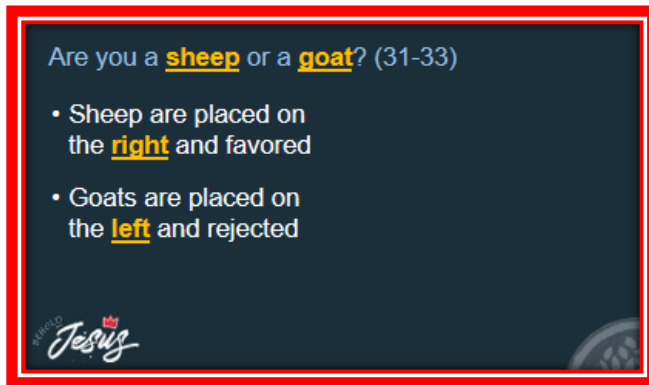 Are you a sheep or a goat? (31-33)
• Sheep are placed on
the right and favored
• Goats are placed on
the left and rejected
BEHOLD
Jesus